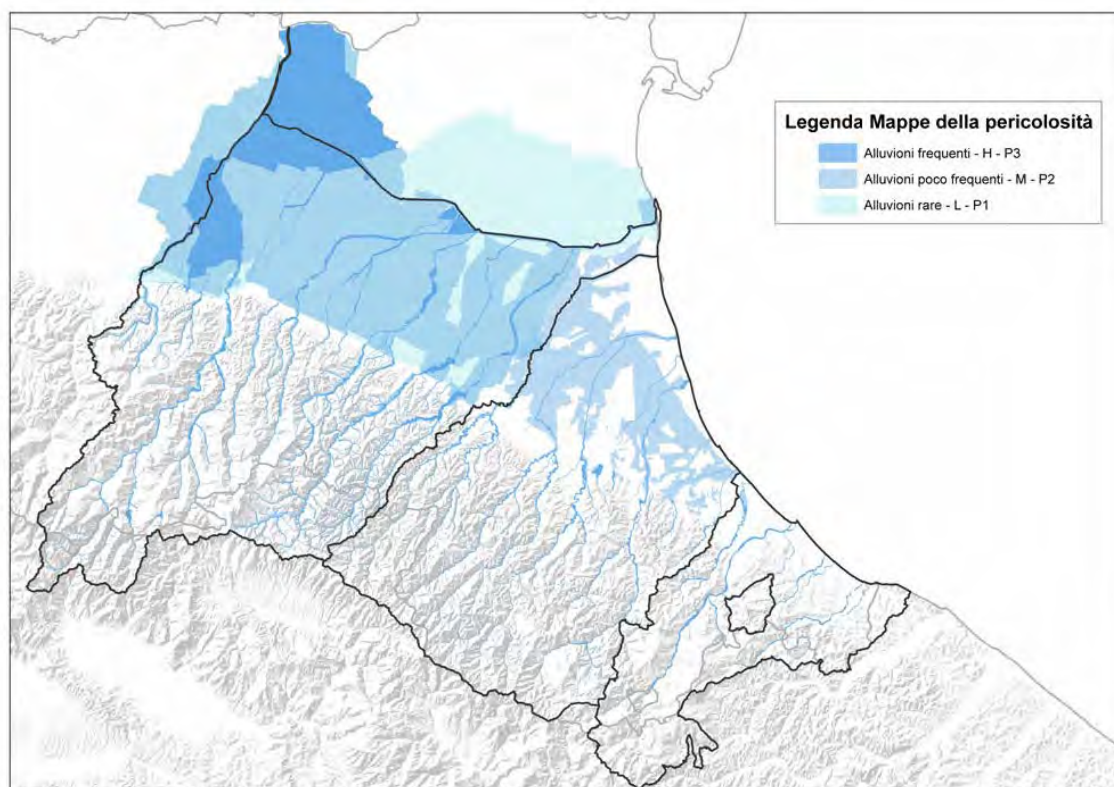 Legenda Mappe della pericolosità
Alluvioni frequenti - H - P3
Alluvioni poco frequenti - M - P2
Alluvioni rare - L - P1